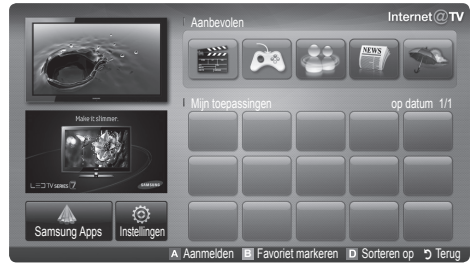 Internet@TV
Aanbevolen
NEWS
Mijn toepassingen
op datum 1/1
Make it slimmer.
LED TV SERIES 7
SAMSUNG
Samsung Apps
Instellingen
A Aanmelden B Favoriet markeren D Sorteren op Terug